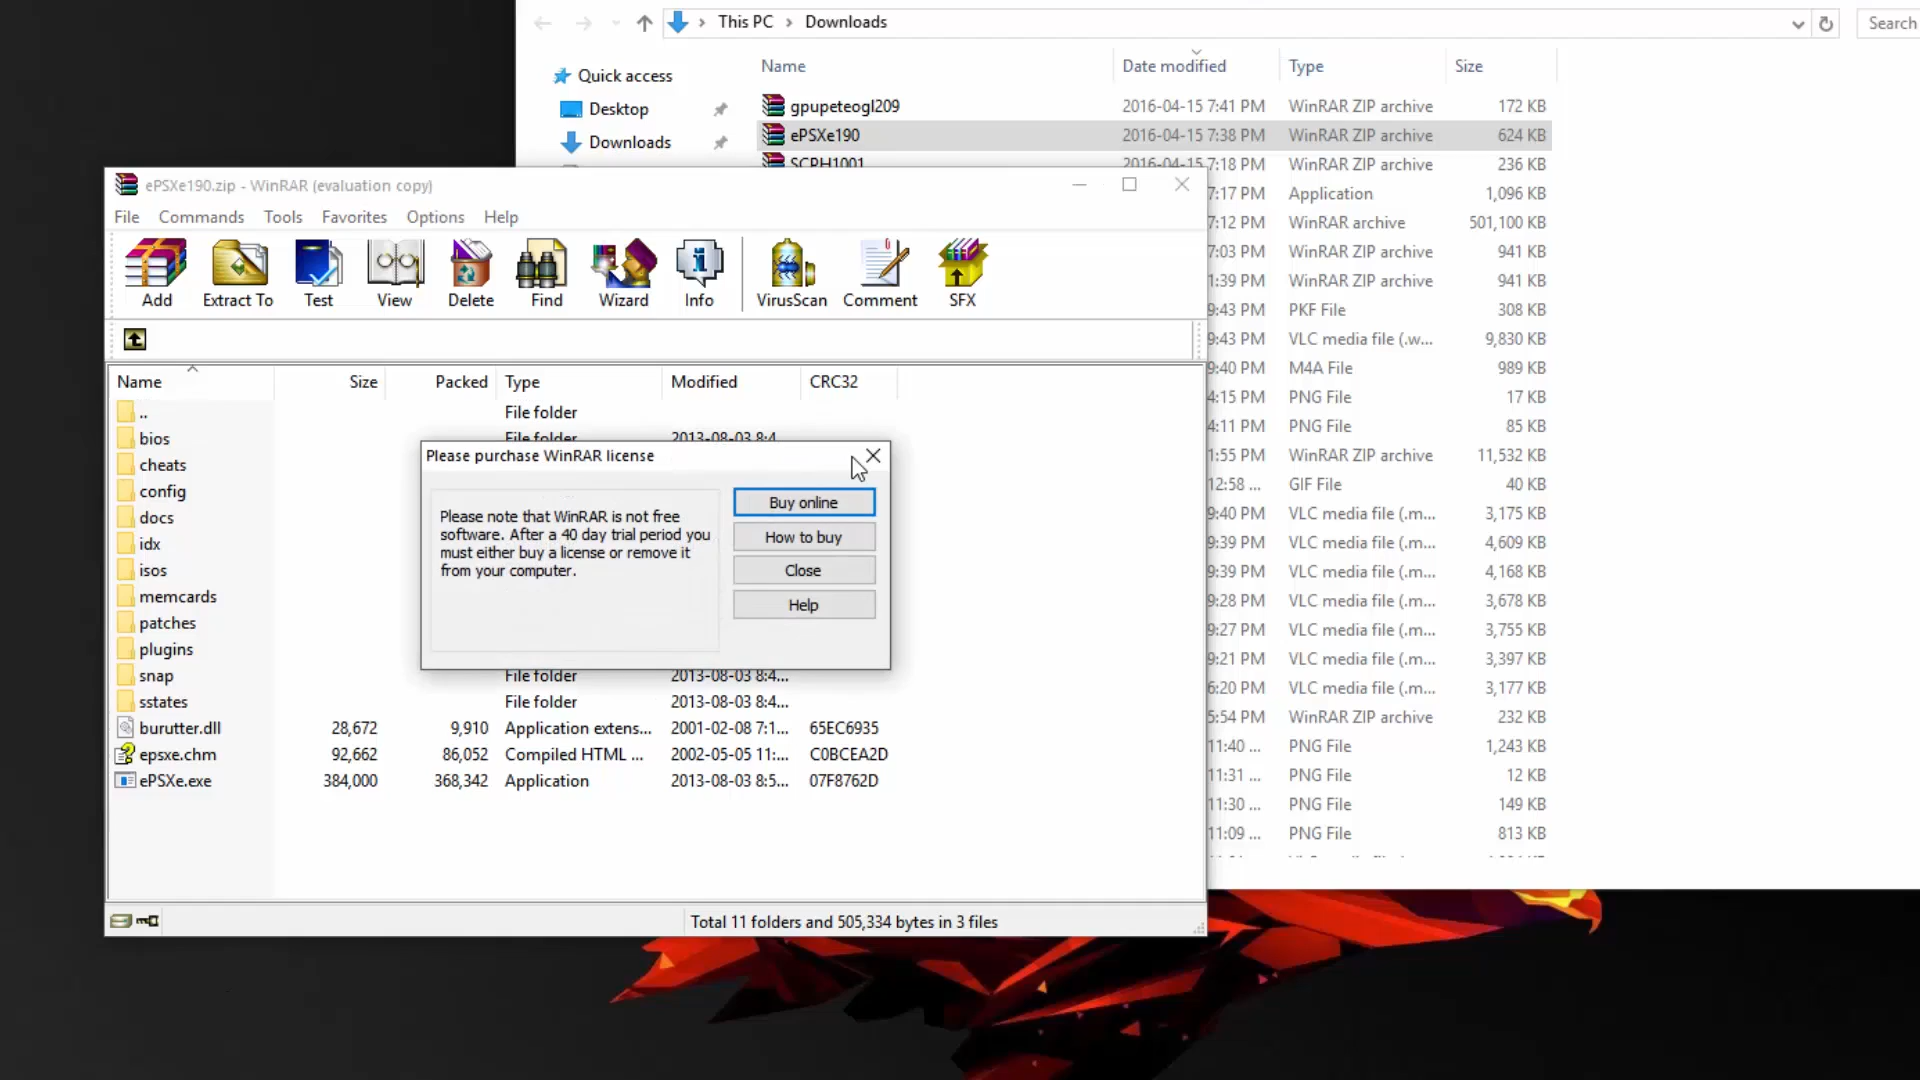 This PC > Downloads
Search
Name Date modified Type Size
Quick access
Desktop
Downloads
gpupeteogl209 2016-04-15 7:41 PM WinRAR ZIP archive 172 KB
ePSXe190 2016-04-15 7:38 PM WinRAR ZIP archive 624 KB
SCPH1001 2016-04-15 7:18 PM WinRAR ZIP archive 236 KB
7:17 PM Application 1,096 KB
7:12 PM WinRAR archive 501,100 KB
7:03 PM WinRAR ZIP archive 941 KB
1:39 PM WinRAR ZIP archive 941 KB
9:43 PM PKF File 308 KB
9:43 PM VLC media file (.w... 9,830 KB
9:40 PM M4A File 989 KB
4:15 PM PNG File 17 KB
4:11 PM PNG File 85 KB
1:55 PM WinRAR ZIP archive 11,532 KB
12:58 ... GIF File 40 KB
9:40 PM VLC media file (.m... 3,175 KB
9:39 PM VLC media file (.m... 4,609 KB
9:39 PM VLC media file (.m... 4,168 KB
9:28 PM VLC media file (.m... 3,678 KB
9:27 PM VLC media file (.m... 3,755 KB
9:21 PM VLC media file (.m... 3,397 KB
6:20 PM VLC media file (.m... 3,177 KB
5:54 PM WinRAR ZIP archive 232 KB
11:40 ... PNG File 1,243 KB
11:31 ... PNG File 12 KB
11:30 ... PNG File 149 KB
11:09 ... PNG File 813 KB
ePSXe190.zip - WinRAR (evaluation copy)
File Commands Tools Favorites Options Help
Add Extract To Test View Delete Find Wizard Info VirusScan Comment SFX
Name Size Packed Type Modified CRC32
.. File folder
bios File folder 2013-08-03 8:4...
cheats
config
docs
idx
isos
memcards
patches
plugins
snap File folder 2013-08-03 8:4...
sstates File folder 2013-08-03 8:4...
burutter.dll 28,672 9,910 Application extens... 2001-02-08 7:1... 65EC6935
epsxe.chm 92,662 86,052 Compiled HTML ... 2002-05-05 11:... C0BCEA2D
ePSXe.exe 384,000 368,342 Application 2013-08-03 8:5... 07F8762D
Total 11 folders and 505,334 bytes in 3 files
Please purchase WinRAR license
Please note that WinRAR is not free
software. After a 40 day trial period you
must either buy a license or remove it
from your computer.
Buy online
How to buy
Close
Help